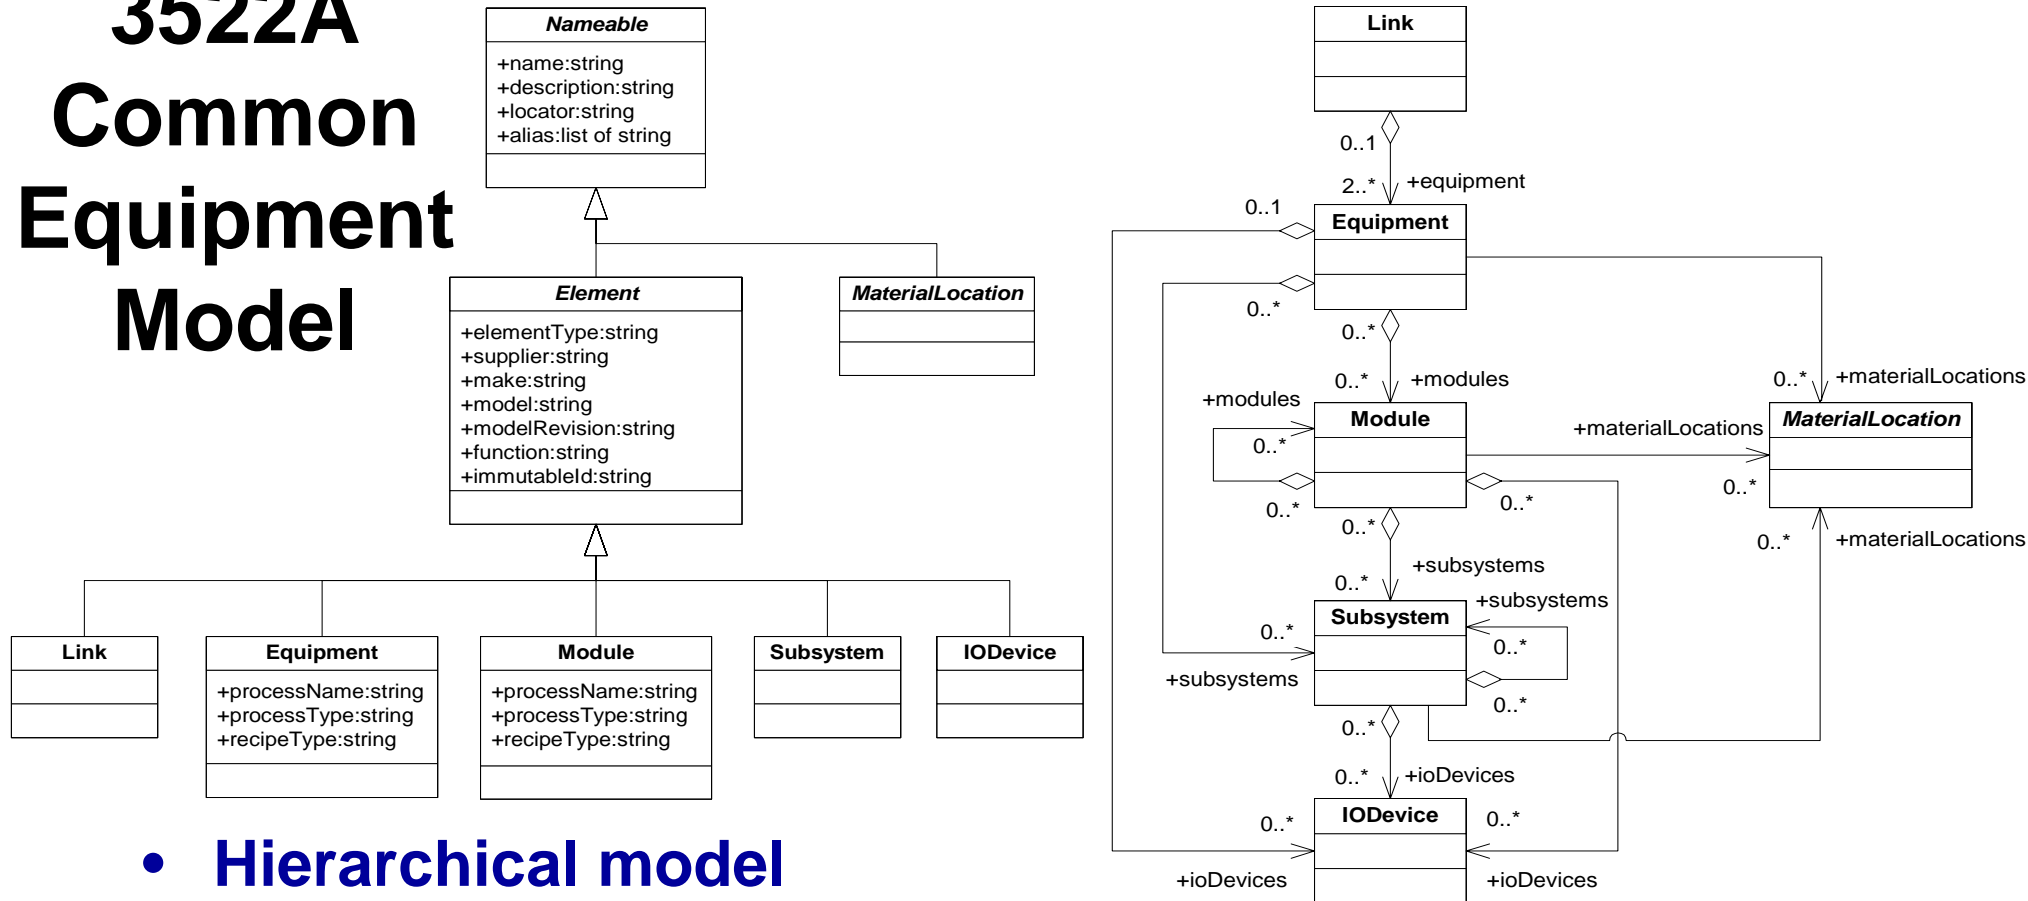 3522A
Common
Equipment
Model
Nameable
+name:string
+description:string
+locator:string
+alias:list of string
Element
+elementType:string
+supplier:string
+make:string
+model:string
+modelRevision:string
+function:string
+immutableId:string
MaterialLocation
Link
Equipment
+processName:string
+processType:string
+recipeType:string
Module
+processName:string
+processType:string
+recipeType:string
Subsystem
IODevice
• Hierarchical model
Link
0..1
2..*
+equipment
0..1
Equipment
0..*
0..*
0..*
+modules
0..*
+materialLocations
+modules
0..*
0..*
Module
+materialLocations
0..*
MaterialLocation
0..*
0..*
0..*
+subsystems
0..*
+materialLocations
0..*
+subsystems
Subsystem
+subsystems
0..*
0..*
0..*
0..*
+ioDevices
0..*
+ioDevices
IODevice
0..*
+ioDevices